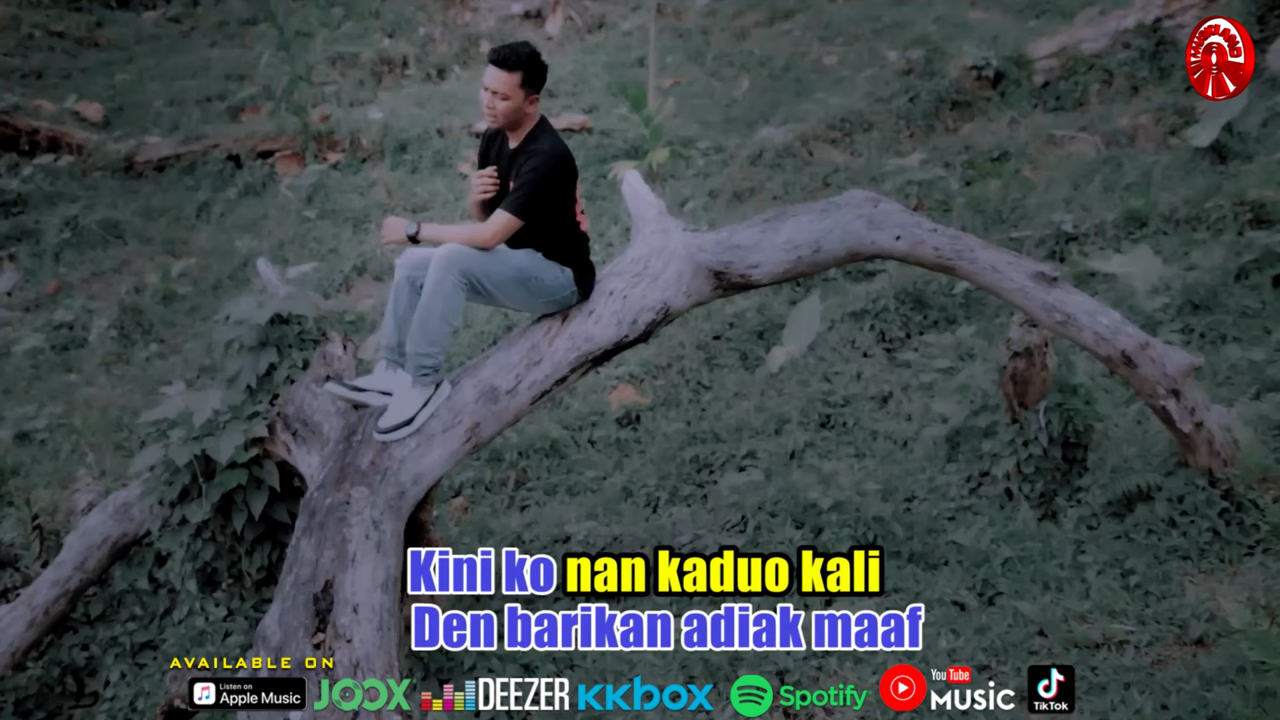 Kini ko nan kaduo kali
Den barikan adiak maaf
AVAILABLE ON
Listen on
Apple Music
JOOX
DEEZER
KKBOX
Spotify
YouTube
MUSIC
TikTok